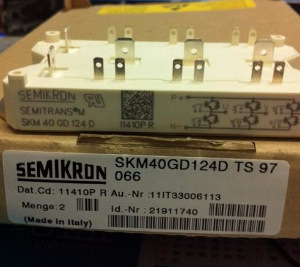 SEMIKRON
SEMITRANS M
SKM 40 GD 124 D
11410P R
P
N
SEMIKRON
SKM40GD124D TS 97
066
Dat.Cd: 11410P R Au.-Nr :11IT33006113
Menge: 2 Id.-Nr : 21911740
(Made in Italy)